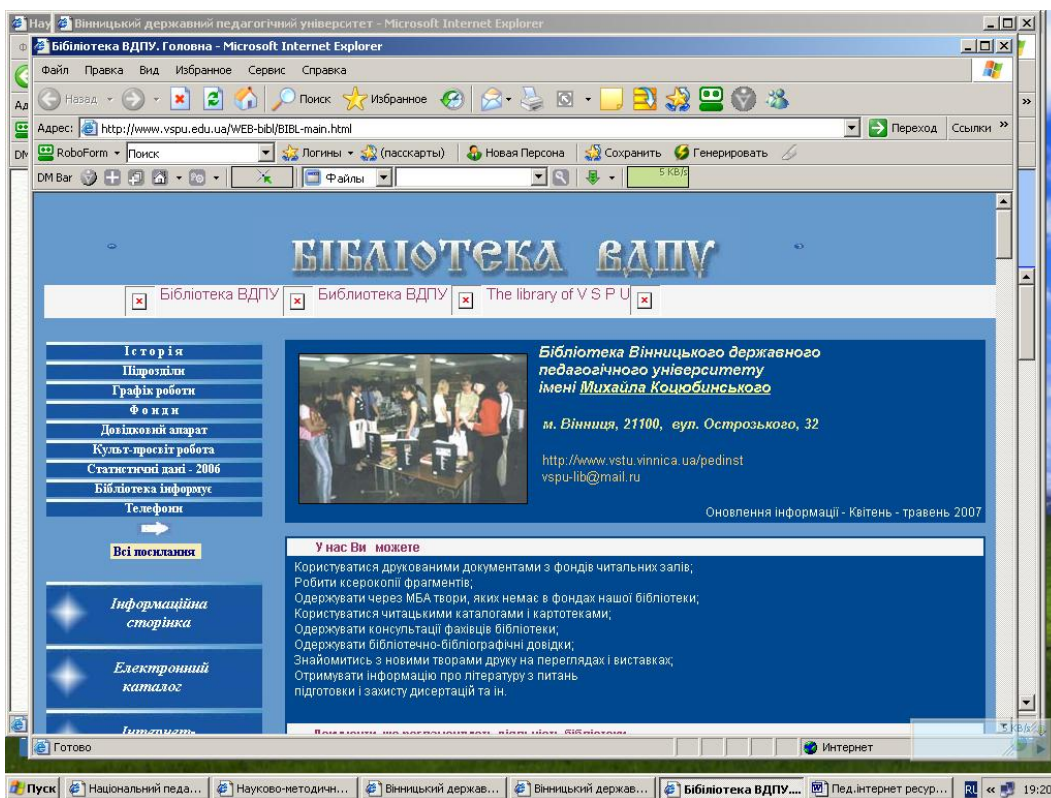 Нау Вінницький державний педагогічний університет - Microsoft Internet Explorer
Бібліотека ВДПУ. Головна - Microsoft Internet Explorer
Файл Правка Вид Избранное Сервис Справка
Назад Поиск Избранное
Адрес: http://www.vspu.edu.ua/WEB-bibl/BIBL-main.html Переход Ссылки »
RoboForm Поиск Логины (пасскарты) Новая Персона Сохранить Генерировать
DM Bar Файлы 5 KB/s
БІБЛІОТЕКА ВДПУ
Бібліотека ВДПУ Библиотека ВДПУ The library of V S P U
Історія
Підрозділи
Графік роботи
Фонди
Довідковий апарат
Культ-просвіт робота
Статистичні дані - 2006
Бібліотека інформує
Телефони
Всі посилання
Інформаційна
сторінка
Електронний
каталог
Інтернет-
Бібліотека Вінницького державного
педагогічного університету
імені Михайла Коцюбинського
м. Вінниця, 21100, вул. Острозького, 32
http://www.vstu.vinnica.ua/pedinst
vspu-lib@mail.ru
Оновлення інформації - Квітень - травень 2007
У нас Ви можете
Користуватися друкованими документами з фондів читальних залів;
Робити ксерокопії фрагментів;
Одержувати через МБА твори, яких немає в фондах нашої бібліотеки;
Користуватися читацькими каталогами і картотеками;
Одержувати консультації фахівців бібліотеки;
Одержувати бібліотечно-бібліографічні довідки;
Знайомитись з новими творами друку на переглядах і виставках;
Отримувати інформацію про літературу з питань
підготовки і захисту дисертацій та ін.
Документи, що регламентують діяльність бібліотеки
5 KB/s
Готово Интернет
Пуск Національний педа... Науково-методичн... Вінницький держав... Вінницький держав... Бібліотека ВДПУ.... Пед.інтернет ресур... RU « 19:20